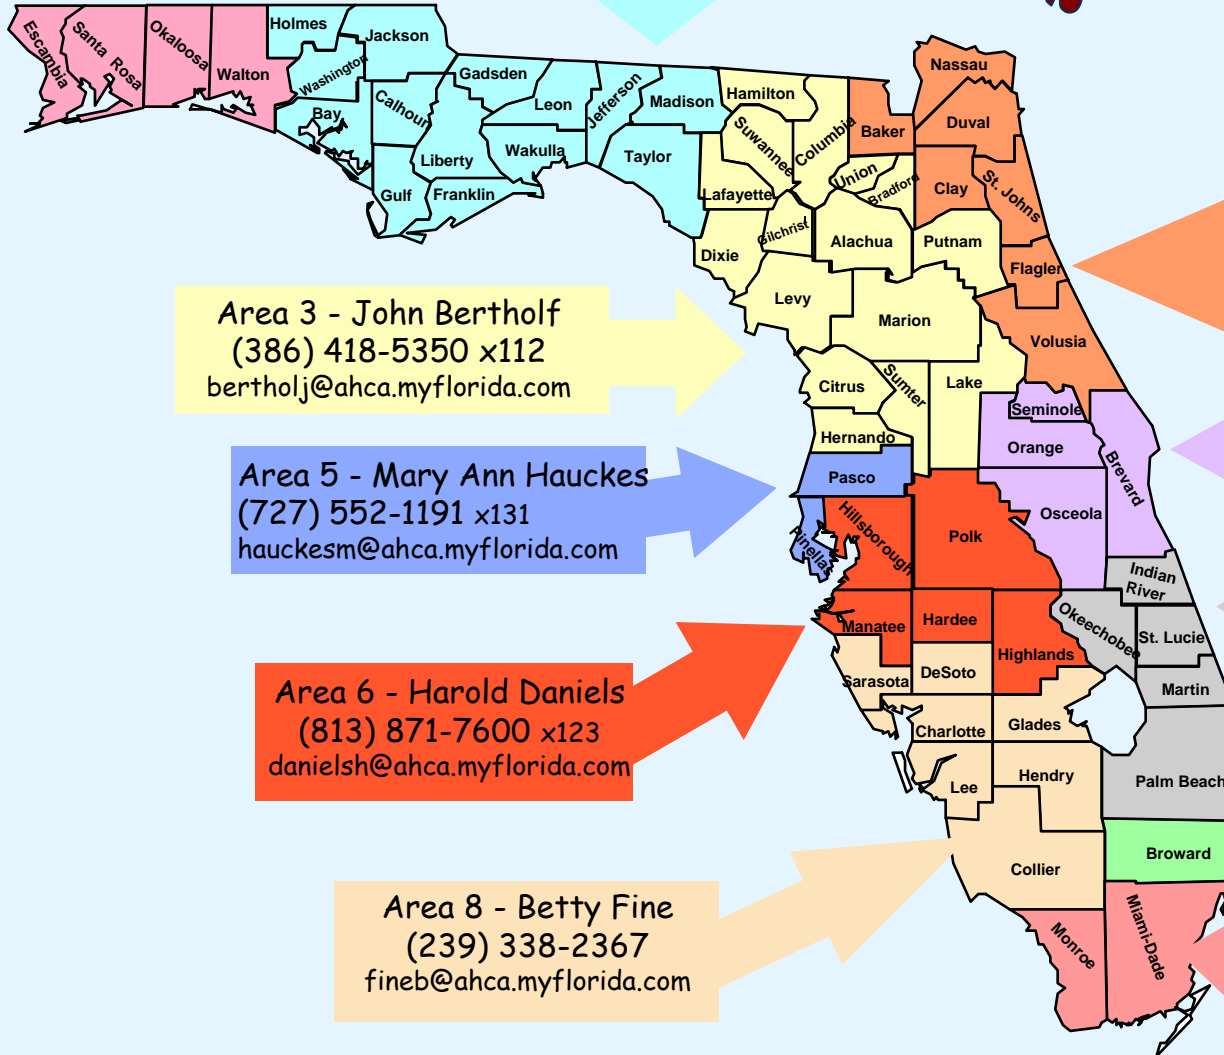 Escambia
Santa Rosa
Okaloosa
Walton
Holmes
Jackson
Washington
Bay
Calhoun
Gulf
Liberty
Franklin
Gadsden
Leon
Wakulla
Jefferson
Madison
Taylor
Hamilton
Suwannee
Columbia
Lafayette
Dixie
Gilchrist
Union
Bradford
Baker
Nassau
Duval
Clay
St. Johns
Alachua
Putnam
Flagler
Levy
Marion
Volusia
Citrus
Sumter
Lake
Hernando
Seminole
Orange
Brevard
Osceola
Pasco
Pinellas
Hillsborough
Polk
Indian
River
Okeechobee
St. Lucie
Manatee
Hardee
Highlands
Sarasota
DeSoto
Martin
Charlotte
Glades
Lee
Hendry
Palm Beach
Collier
Broward
Monroe
Miami-Dade
Area 3 - John Bertholf
(386) 418-5350 x112
bertholj@ahca.myflorida.com
Area 5 - Mary Ann Hauckes
(727) 552-1191 x131
hauckesm@ahca.myflorida.com
Area 6 - Harold Daniels
(813) 871-7600 x123
danielsh@ahca.myflorida.com
Area 8 - Betty Fine
(239) 338-2367
fineb@ahca.myflorida.com